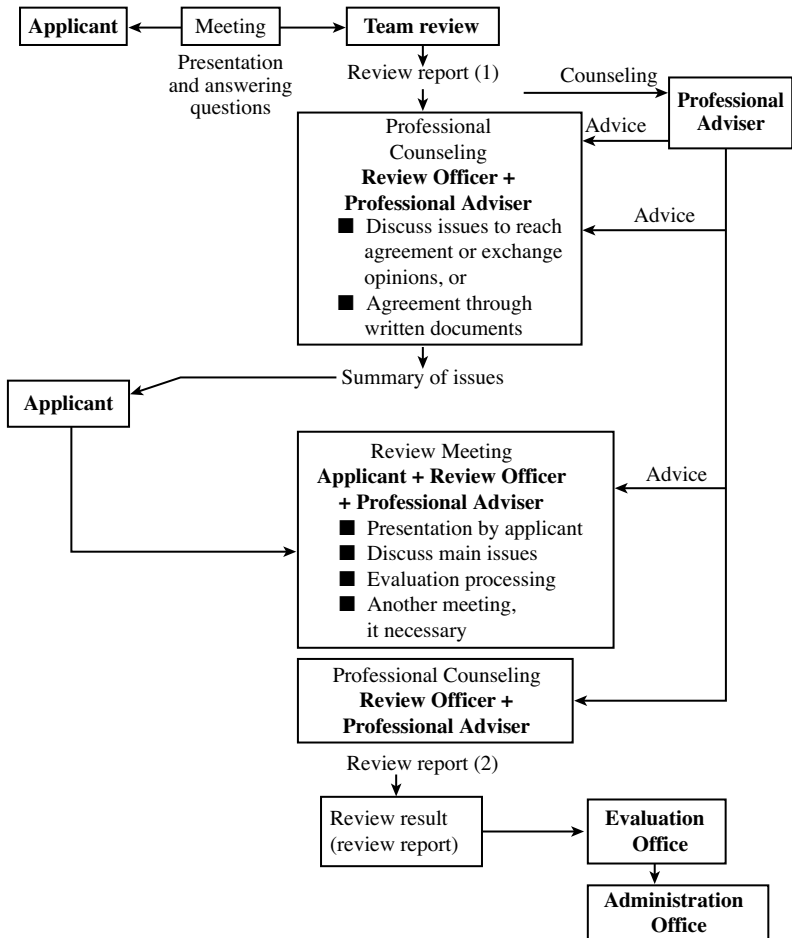 Applicant
Meeting
Team review
Presentation
and answering
questions
Review report (1)
Counseling
Professional
Adviser
Advice
Professional
Counseling
Review Officer +
Professional Adviser
■ Discuss issues to reach
agreement or exchange
opinions, or
■ Agreement through
written documents
Advice
Summary of issues
Applicant
Review Meeting
Applicant + Review Officer
+ Professional Adviser
■ Presentation by applicant
■ Discuss main issues
■ Evaluation processing
■ Another meeting,
it necessary
Advice
Professional Counseling
Review Officer +
Professional Adviser
Review report (2)
Review result
(review report)
Evaluation
Office
Administration
Office